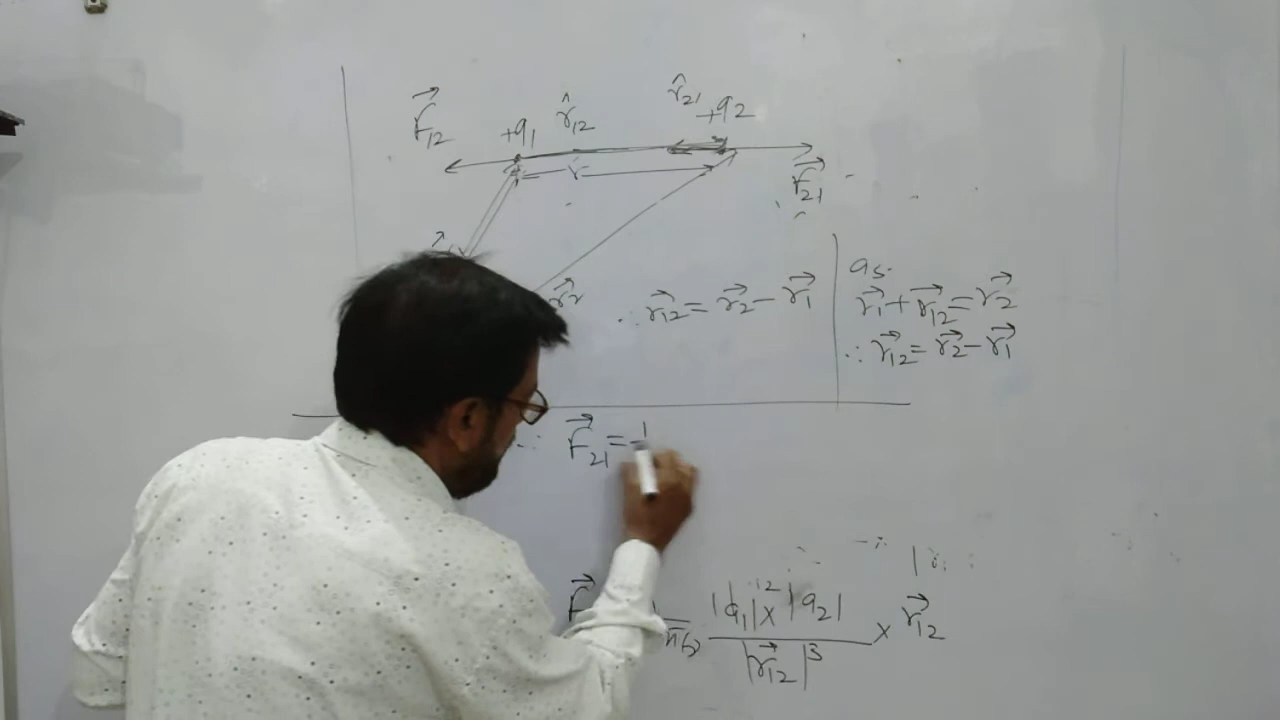 F⃗₁₂ +q₁ r̂₁₂ r̂₂₁ +q₂
r F⃗₂₁
r⃗₂ ∴ r⃗₁₂ = r⃗₂ − r⃗₁
as.
r⃗₁ + r⃗₁₂ = r⃗₂
∴ r⃗₁₂ = r⃗₂ − r⃗₁
∵ F⃗₂₁ = 1
|q₁| × |q₂|
|r⃗₁₂|³ × r⃗₁₂